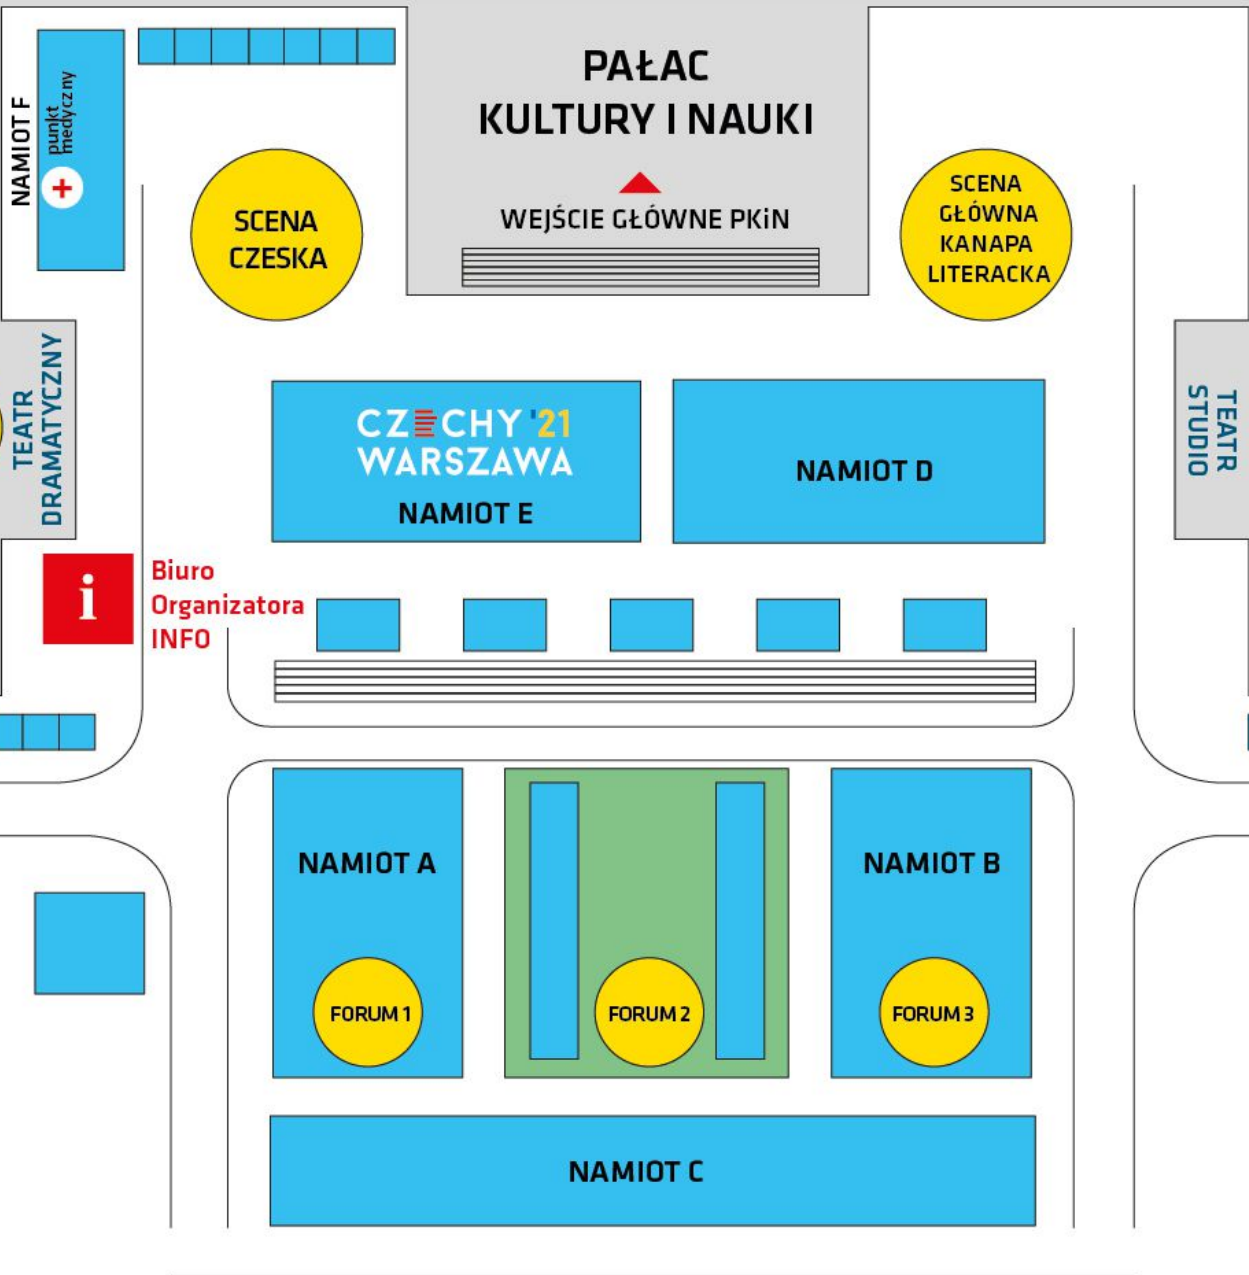 PAŁAC
KULTURY I NAUKI
WEJŚCIE GŁÓWNE PKiN
NAMIOT F
punkt
medyczny
SCENA
CZESKA
SCENA
GŁÓWNA
KANAPA
LITERACKA
TEATR
DRAMATYCZNY
CZECHY '21
WARSZAWA
NAMIOT E
NAMIOT D
TEATR
STUDIO
i
Biuro
Organizatora
INFO
NAMIOT A
NAMIOT B
FORUM 1
FORUM 2
FORUM 3
NAMIOT C